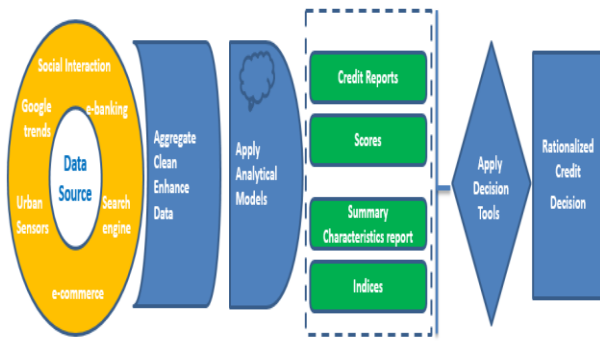 Social Interaction
Google
trends
e-banking
Data
Source
Urban
Sensors
Search
engine
e-commerce
Aggregate
Clean
Enhance
Data
Apply
Analytical
Models
Credit Reports
Scores
Summary
Characteristics report
Indices
Apply
Decision
Tools
Rationalized
Credit
Decision